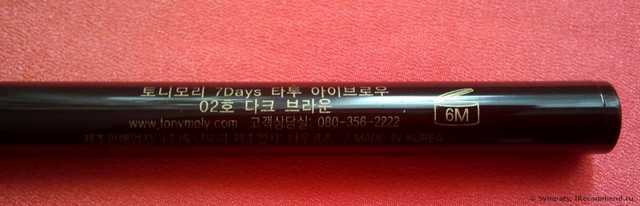 토니모리 7Days 타투 아이브로우
02호 다크 브라운
www.tonymoly.com 고객상담실: 080-356-2222
MADE IN KOREA
6M
© Sympaty, IRecommend.ru